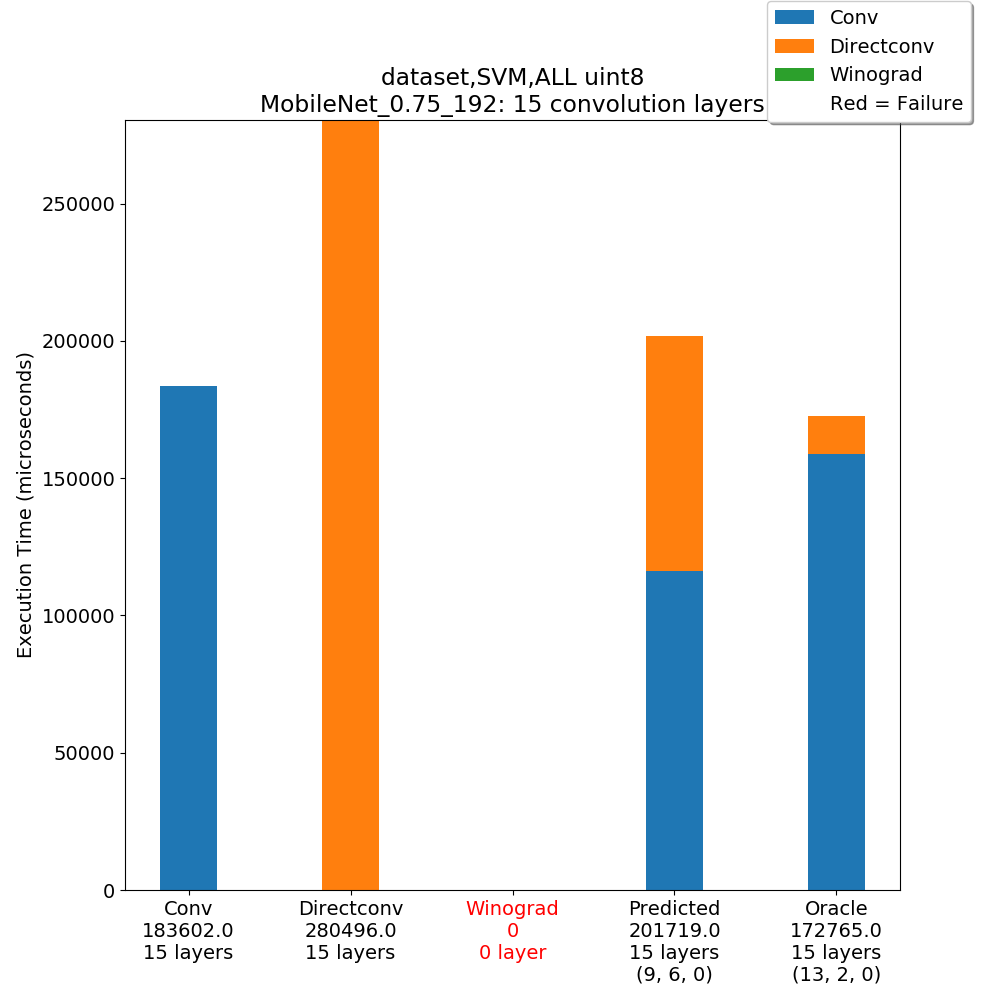 Conv
Directconv
Winograd
Red = Failure
dataset,SVM,ALL uint8
MobileNet_0.75_192: 15 convolution layers
Execution Time (microseconds)
250000
200000
150000
100000
50000
0
Conv
183602.0
15 layers
Directconv
280496.0
15 layers
Winograd
0
0 layer
Predicted
201719.0
15 layers
(9, 6, 0)
Oracle
172765.0
15 layers
(13, 2, 0)